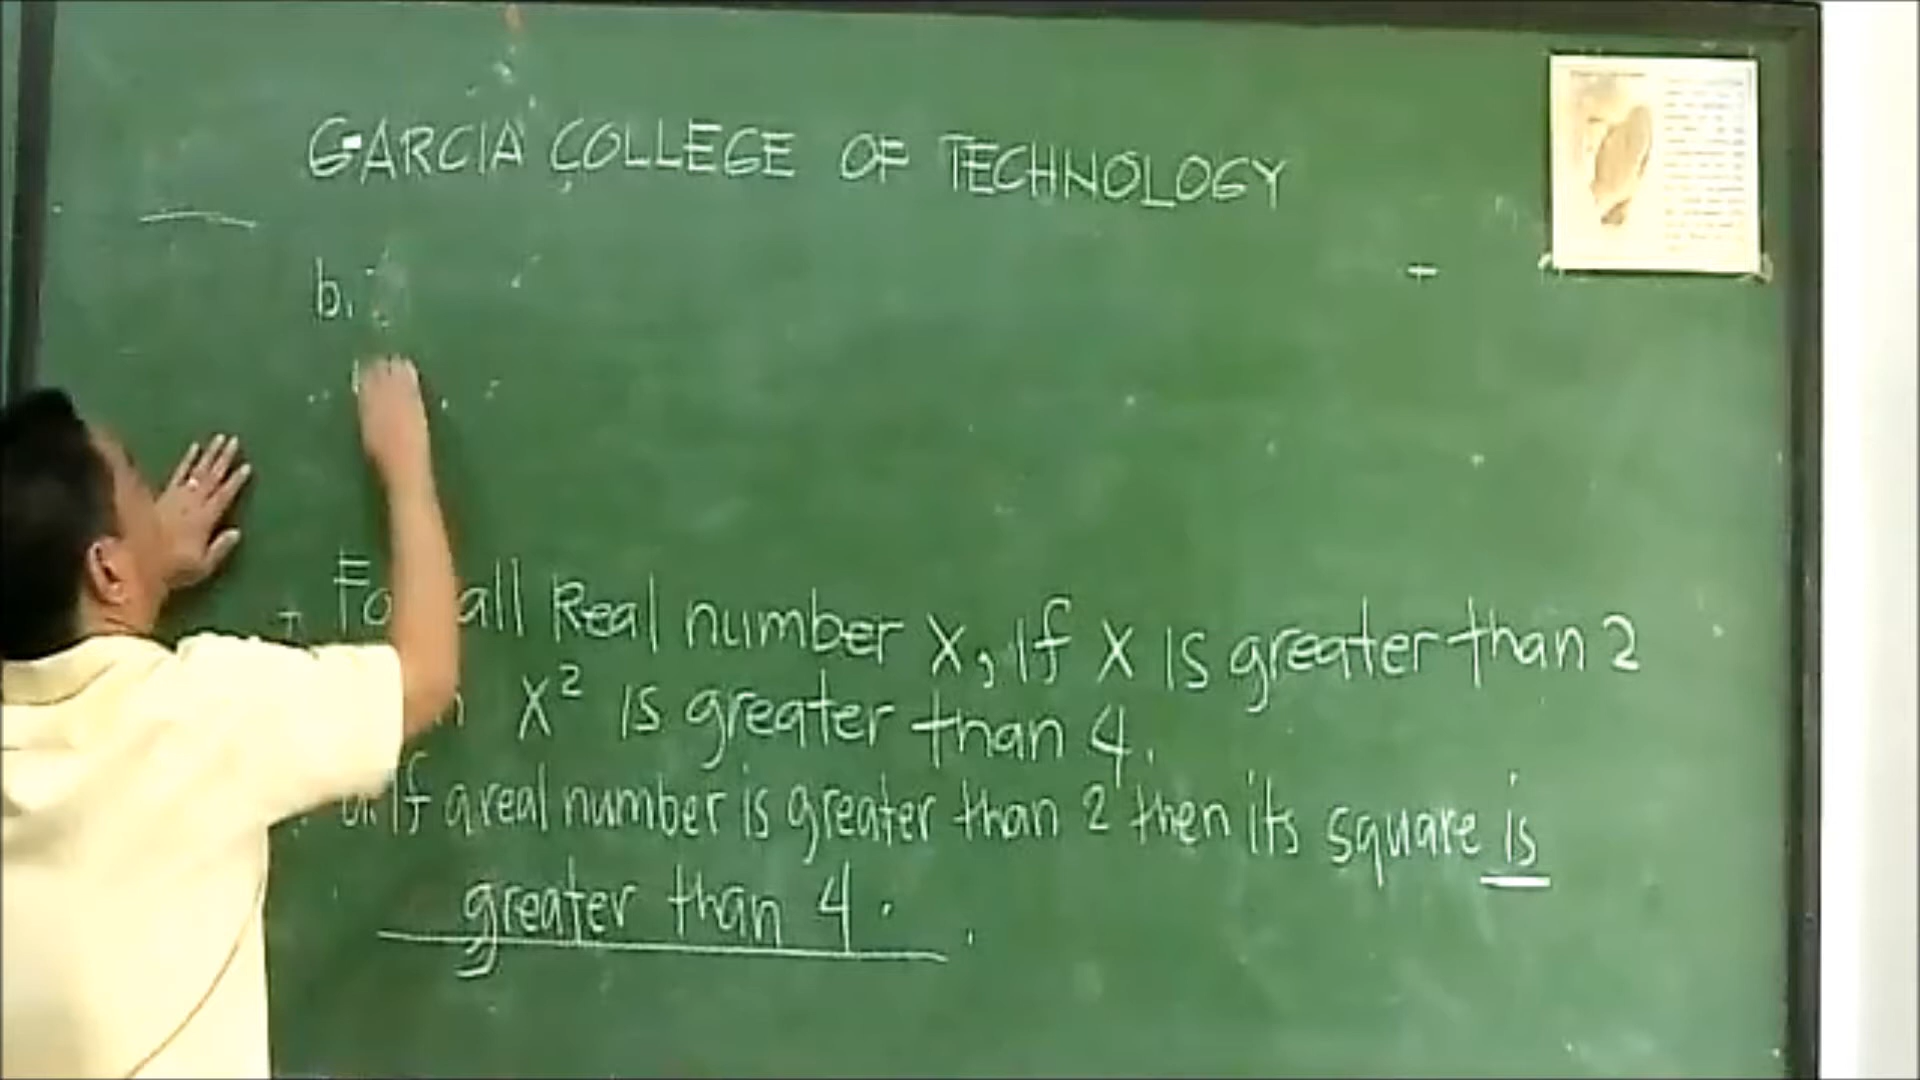 GARCIA COLLEGE OF TECHNOLOGY
b.
all Real number X, if X is greater than 2
X² is greater than 4.
a. If a real number is greater than 2 then its square is
greater than 4.